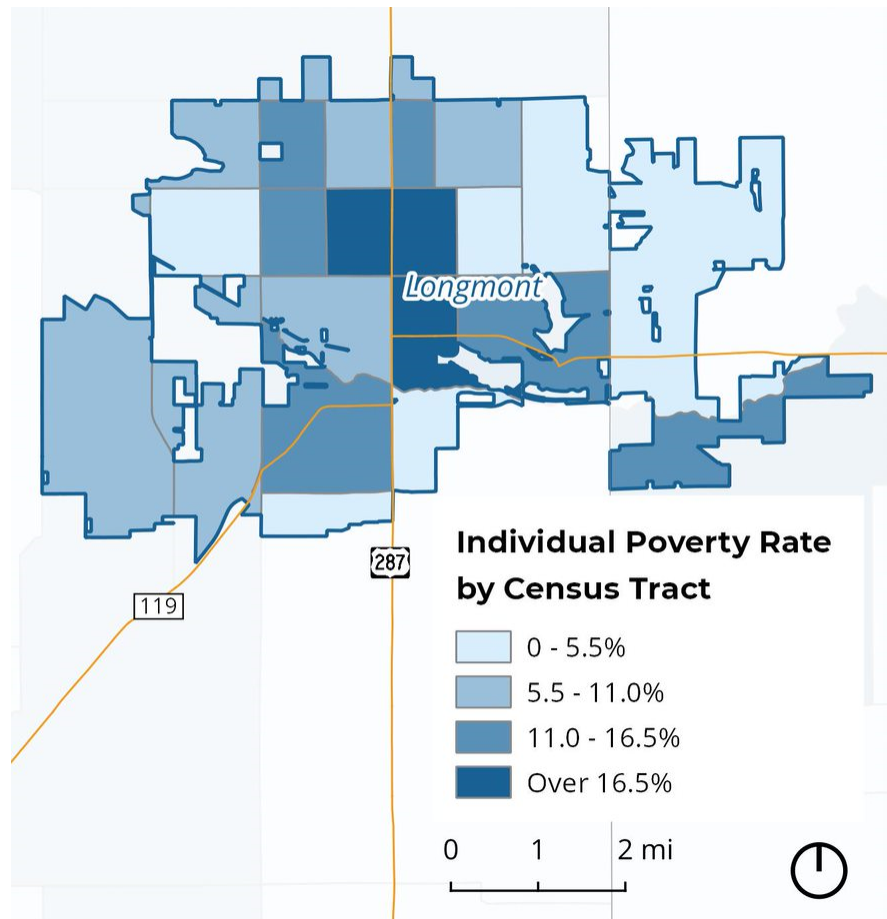 Longmont
287
119
Individual Poverty Rate
by Census Tract
0 - 5.5%
5.5 - 11.0%
11.0 - 16.5%
Over 16.5%
0 1 2 mi